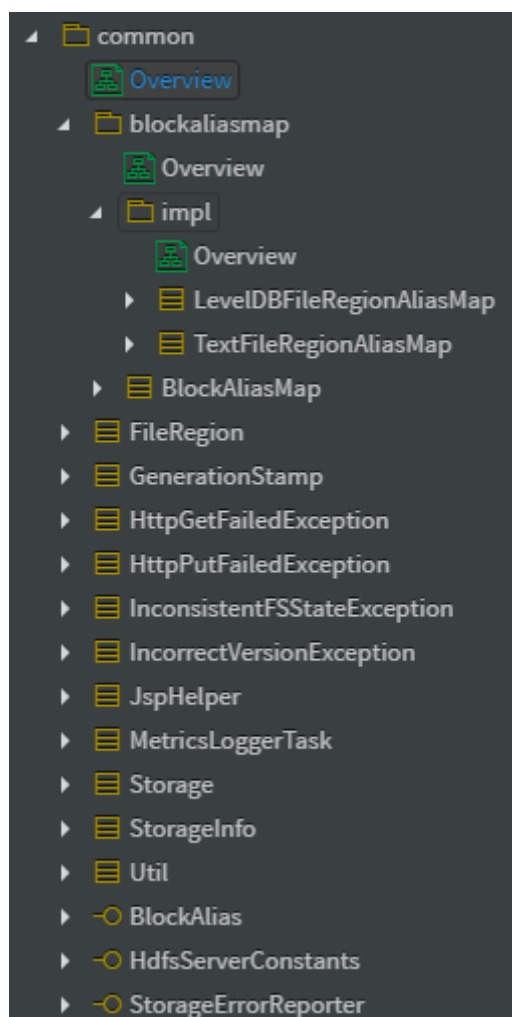 common
Overview
blockaliasmap
Overview
impl
Overview
LevelDBFileRegionAliasMap
TextFileRegionAliasMap
BlockAliasMap
FileRegion
GenerationStamp
HttpGetFailedException
HttpPutFailedException
InconsistentFSStateException
IncorrectVersionException
JspHelper
MetricsLoggerTask
Storage
StorageInfo
Util
BlockAlias
HdfsServerConstants
StorageErrorReporter